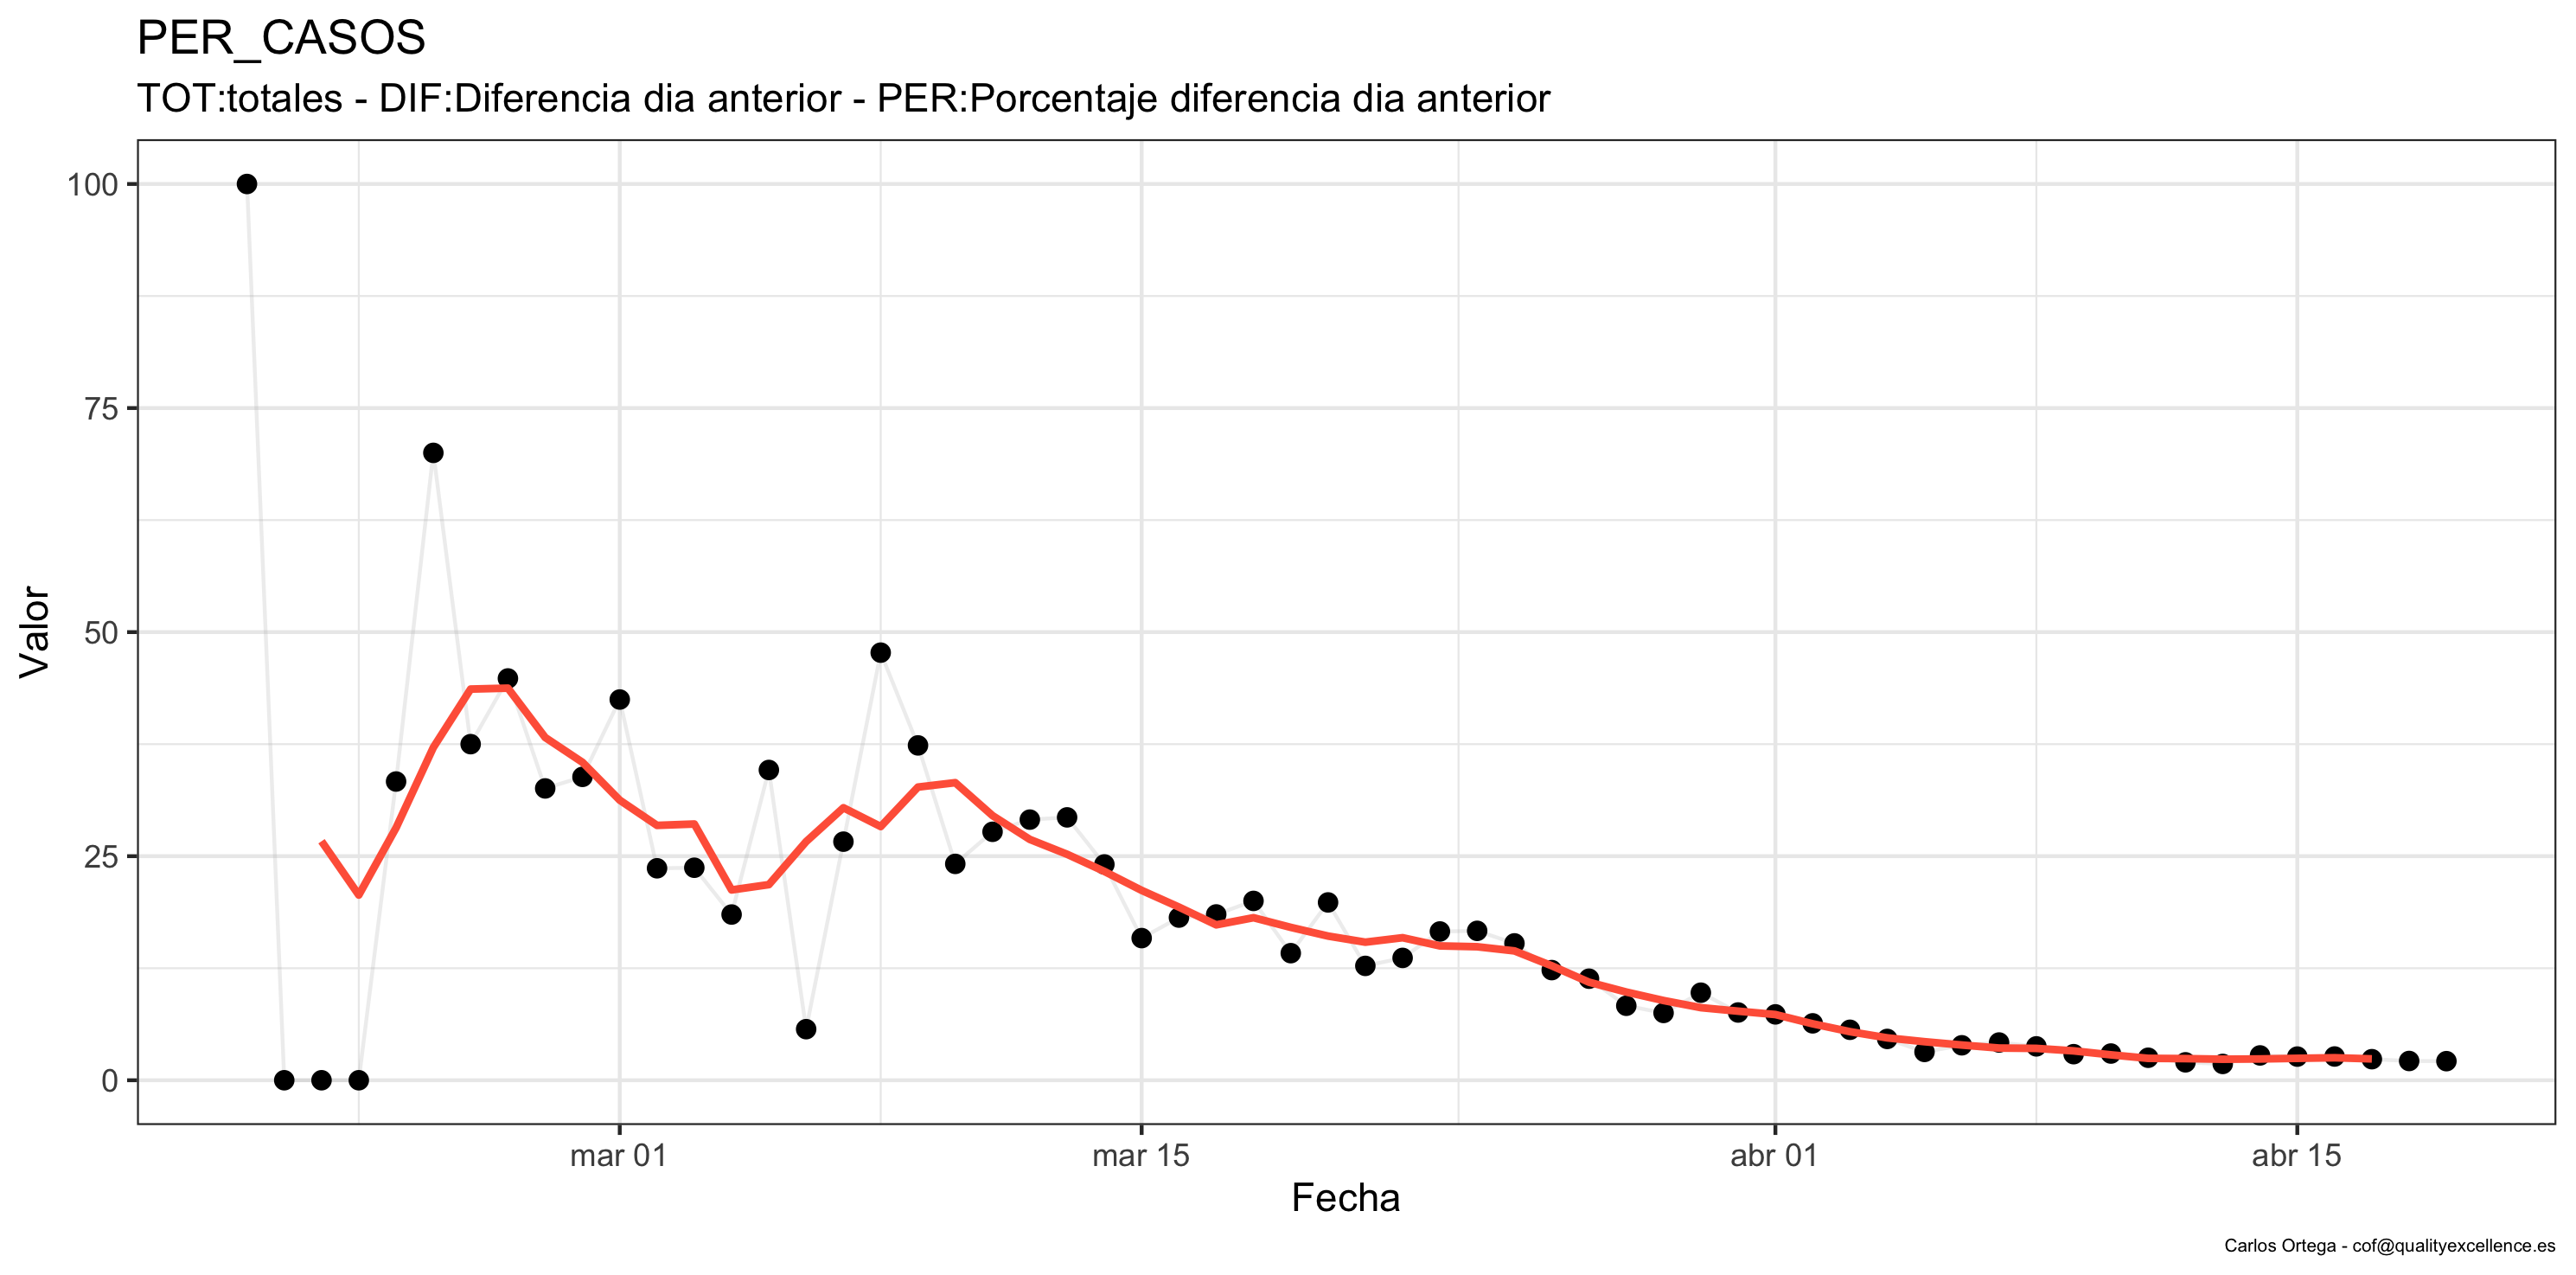 PER_CASOS
TOT:totales - DIF:Diferencia dia anterior - PER:Porcentaje diferencia dia anterior
100
75
50
25
0
Valor
mar 01
mar 15
abr 01
abr 15
Fecha
Carlos Ortega - cof@qualityexcellence.es